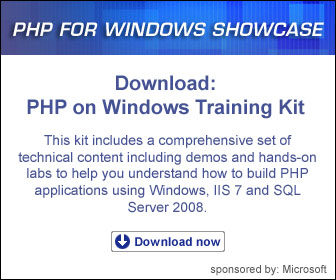 PHP FOR WINDOWS SHOWCASE
Download:
PHP on Windows Training Kit
This kit includes a comprehensive set of
technical content including demos and hands-on
labs to help you understand how to build PHP
applications using Windows, IIS 7 and SQL
Server 2008.
Download now
sponsored by: Microsoft